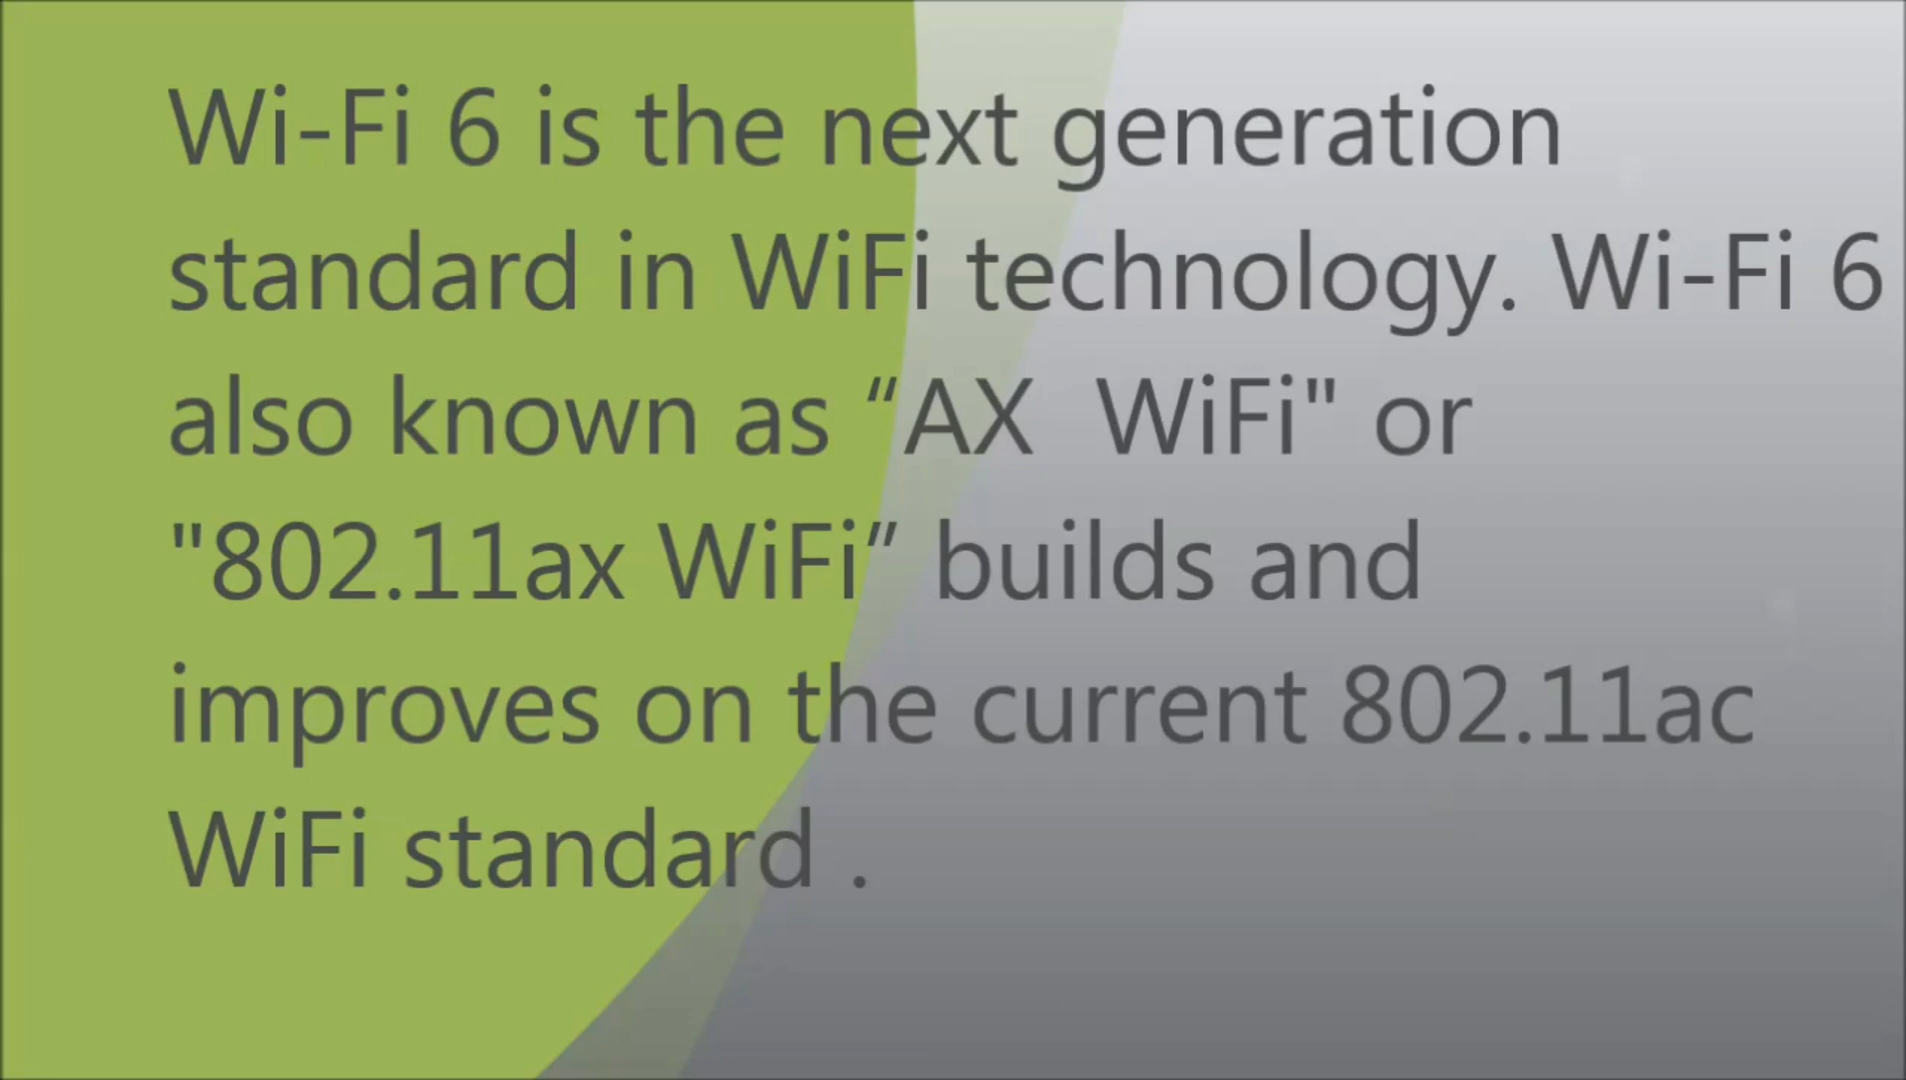 Wi-Fi 6 is the next generation
standard in WiFi technology. Wi-Fi 6
also known as “AX  WiFi" or
"802.11ax WiFi” builds and
improves on the current 802.11ac
WiFi standard .